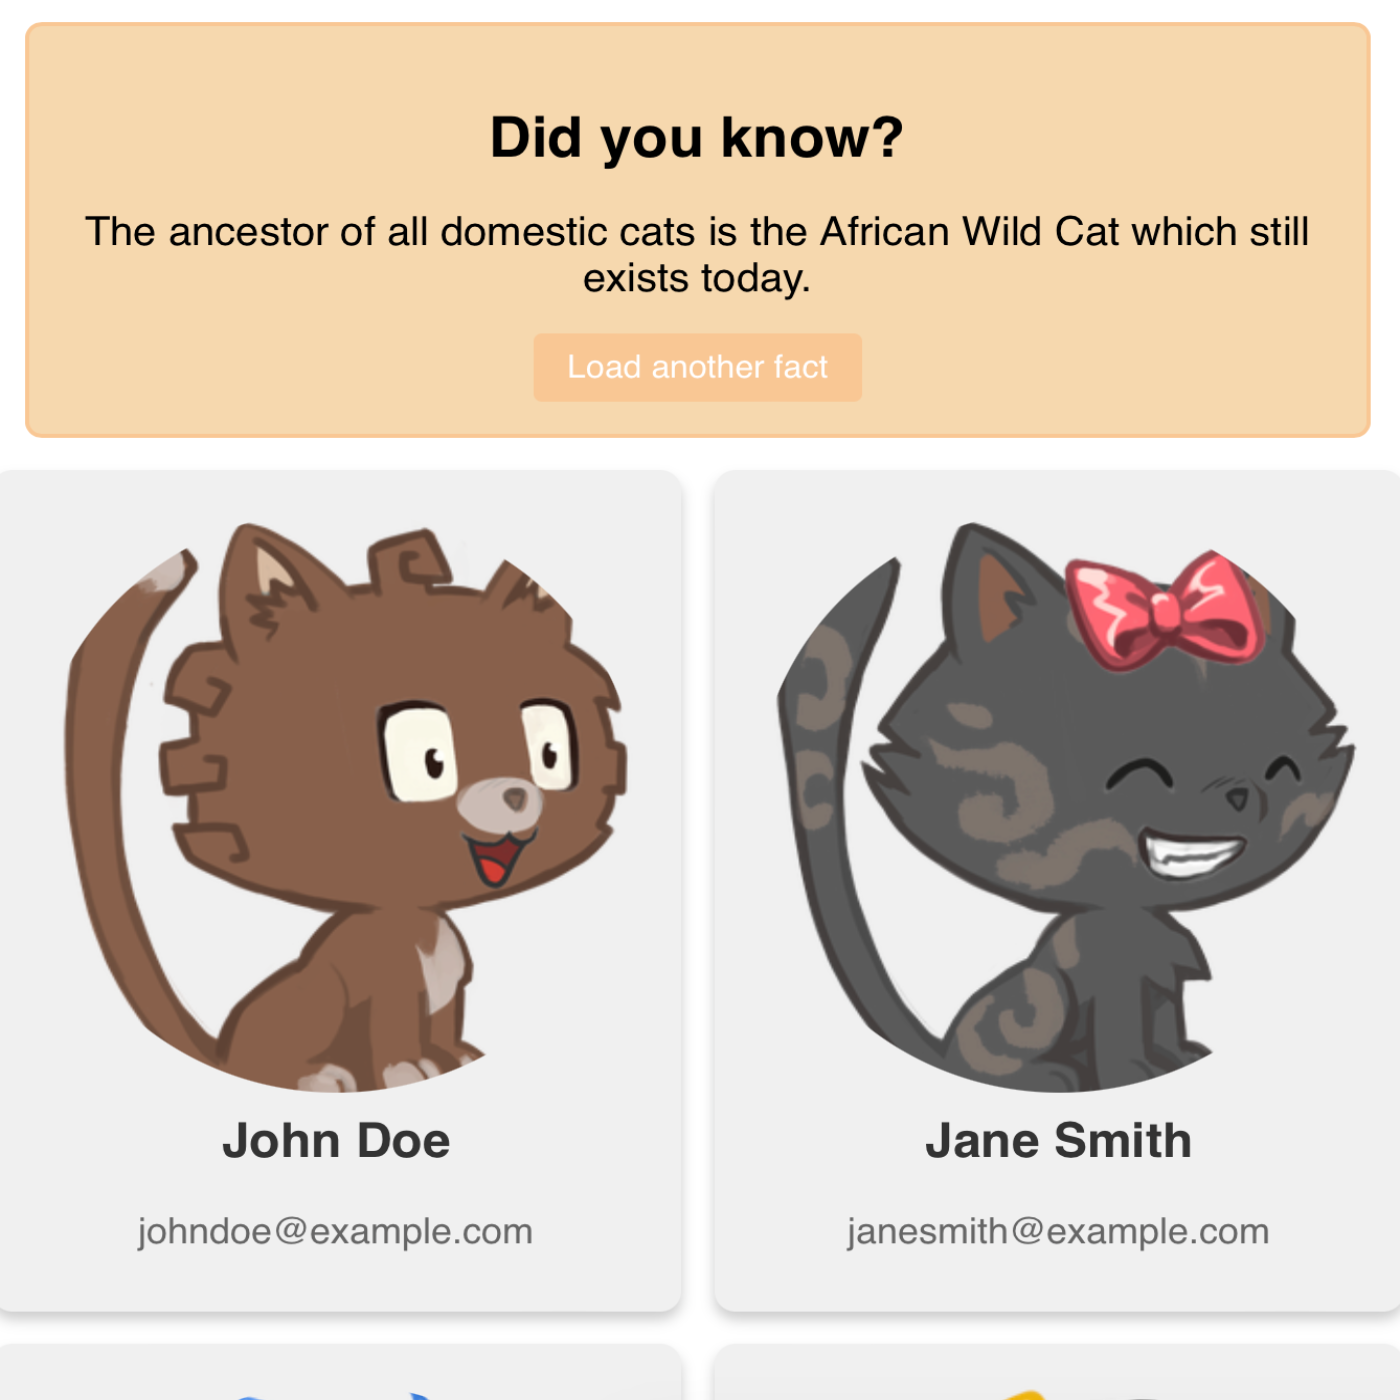 Did you know?
The ancestor of all domestic cats is the African Wild Cat which still
exists today.
Load another fact
John Doe
johndoe@example.com
Jane Smith
janesmith@example.com